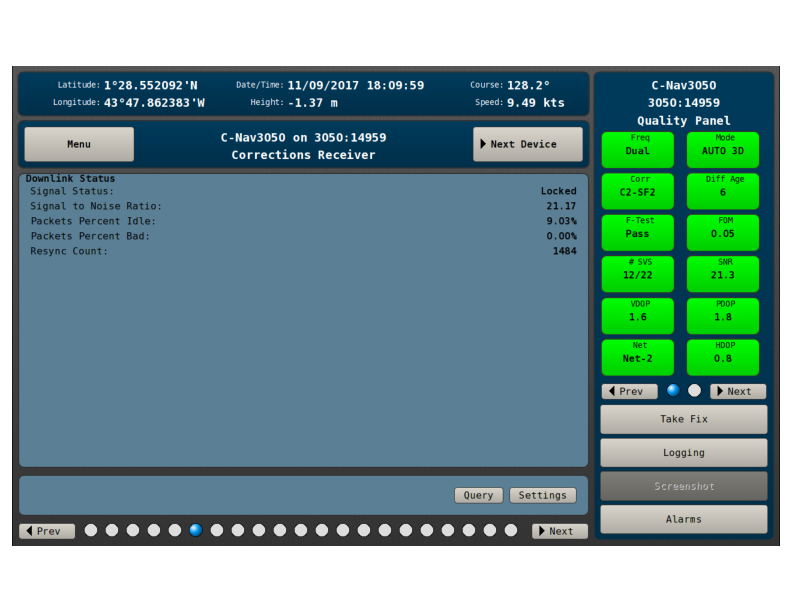 Latitude: 1°28.552092'N Date/Time: 11/09/2017 18:09:59 Course: 128.2°
Longitude: 43°47.862383'W Height: -1.37 m Speed: 9.49 kts
Menu
C-Nav3050 on 3050:14959
Corrections Receiver
Next Device
Downlink Status
Signal Status: Locked
Signal to Noise Ratio: 21.17
Packets Percent Idle: 9.03%
Packets Percent Bad: 0.00%
Resync Count: 1484
Query Settings
Prev Next
C-Nav3050
3050:14959
Quality Panel
Freq Mode
Dual AUTO 3D
Corr Diff Age
C2-SF2 6
F-Test FOM
Pass 0.05
# SVS SNR
12/22 21.3
VDOP PDOP
1.6 1.8
Net HDOP
Net-2 0.8
Prev Next
Take Fix
Logging
Screenshot
Alarms